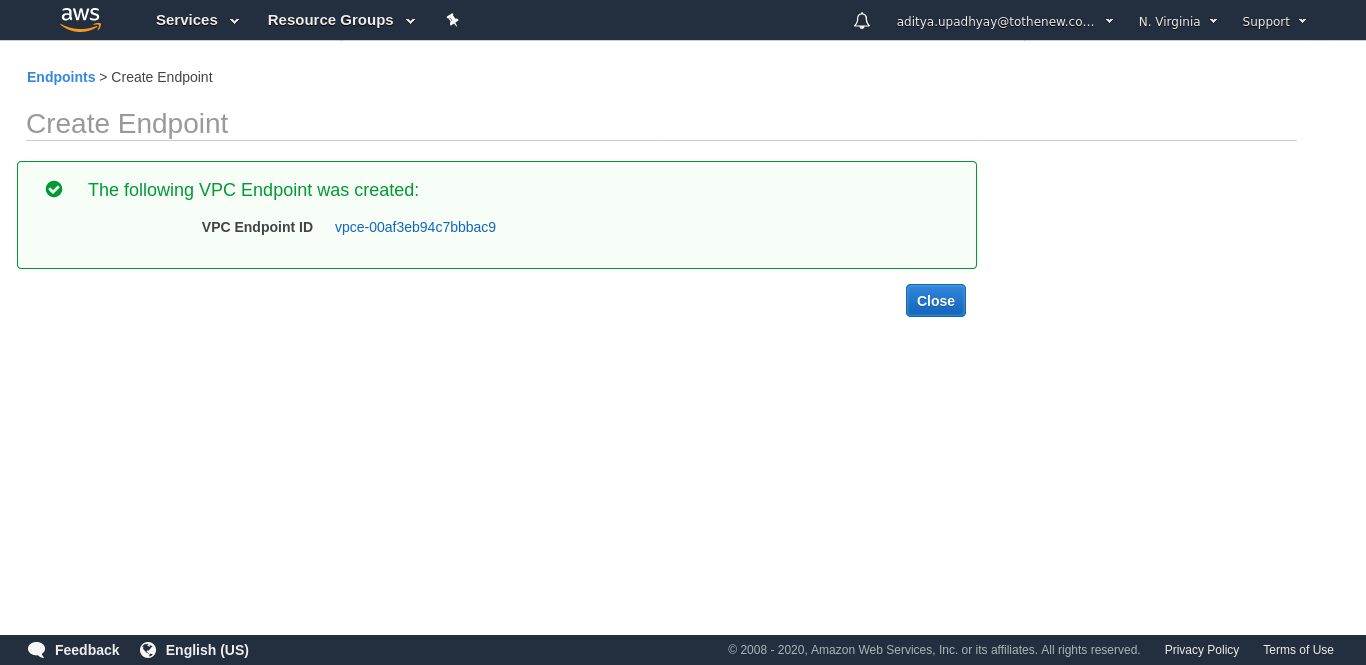 aws Services Resource Groups aditya.upadhyay@tothenew.co... N. Virginia Support
Endpoints > Create Endpoint
Create Endpoint
The following VPC Endpoint was created:
VPC Endpoint ID vpce-00af3eb94c7bbbac9
Close
Feedback English (US) © 2008 - 2020, Amazon Web Services, Inc. or its affiliates. All rights reserved. Privacy Policy Terms of Use